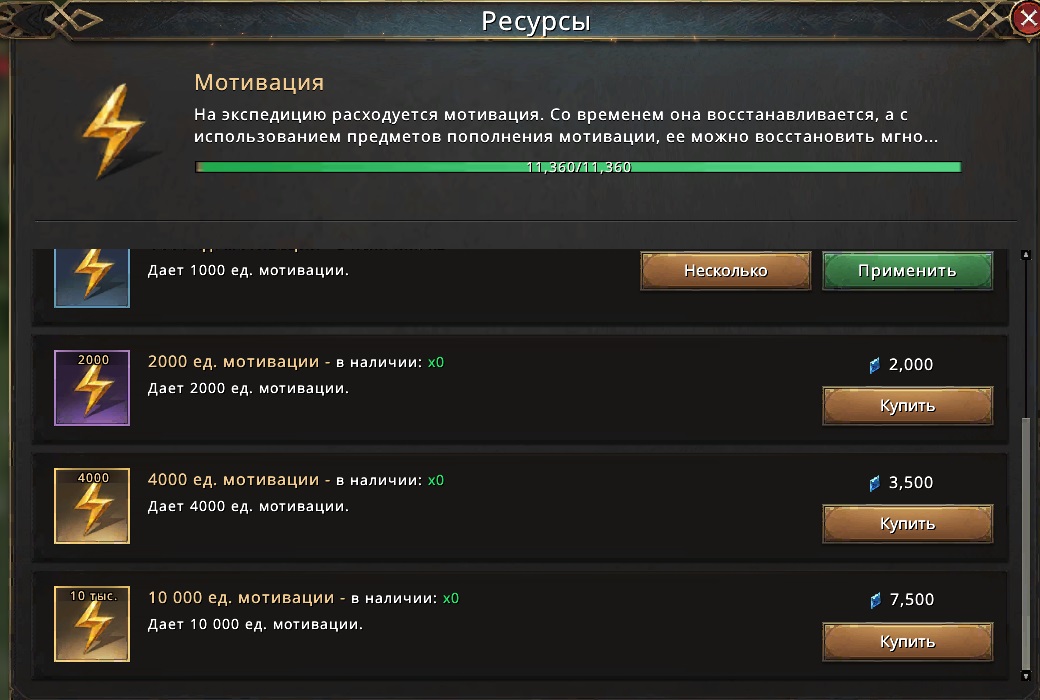 Ресурсы
Мотивация
На экспедицию расходуется мотивация. Со временем она восстанавливается, а с
использованием предметов пополнения мотивации, ее можно восстановить мгно...
11,360/11,360
Дает 1000 ед. мотивации.
Несколько
Применить
2000
2000 ед. мотивации - в наличии: x0
Дает 2000 ед. мотивации.
2,000
Купить
4000
4000 ед. мотивации - в наличии: x0
Дает 4000 ед. мотивации.
3,500
Купить
10 тыс.
10 000 ед. мотивации - в наличии: x0
Дает 10 000 ед. мотивации.
7,500
Купить